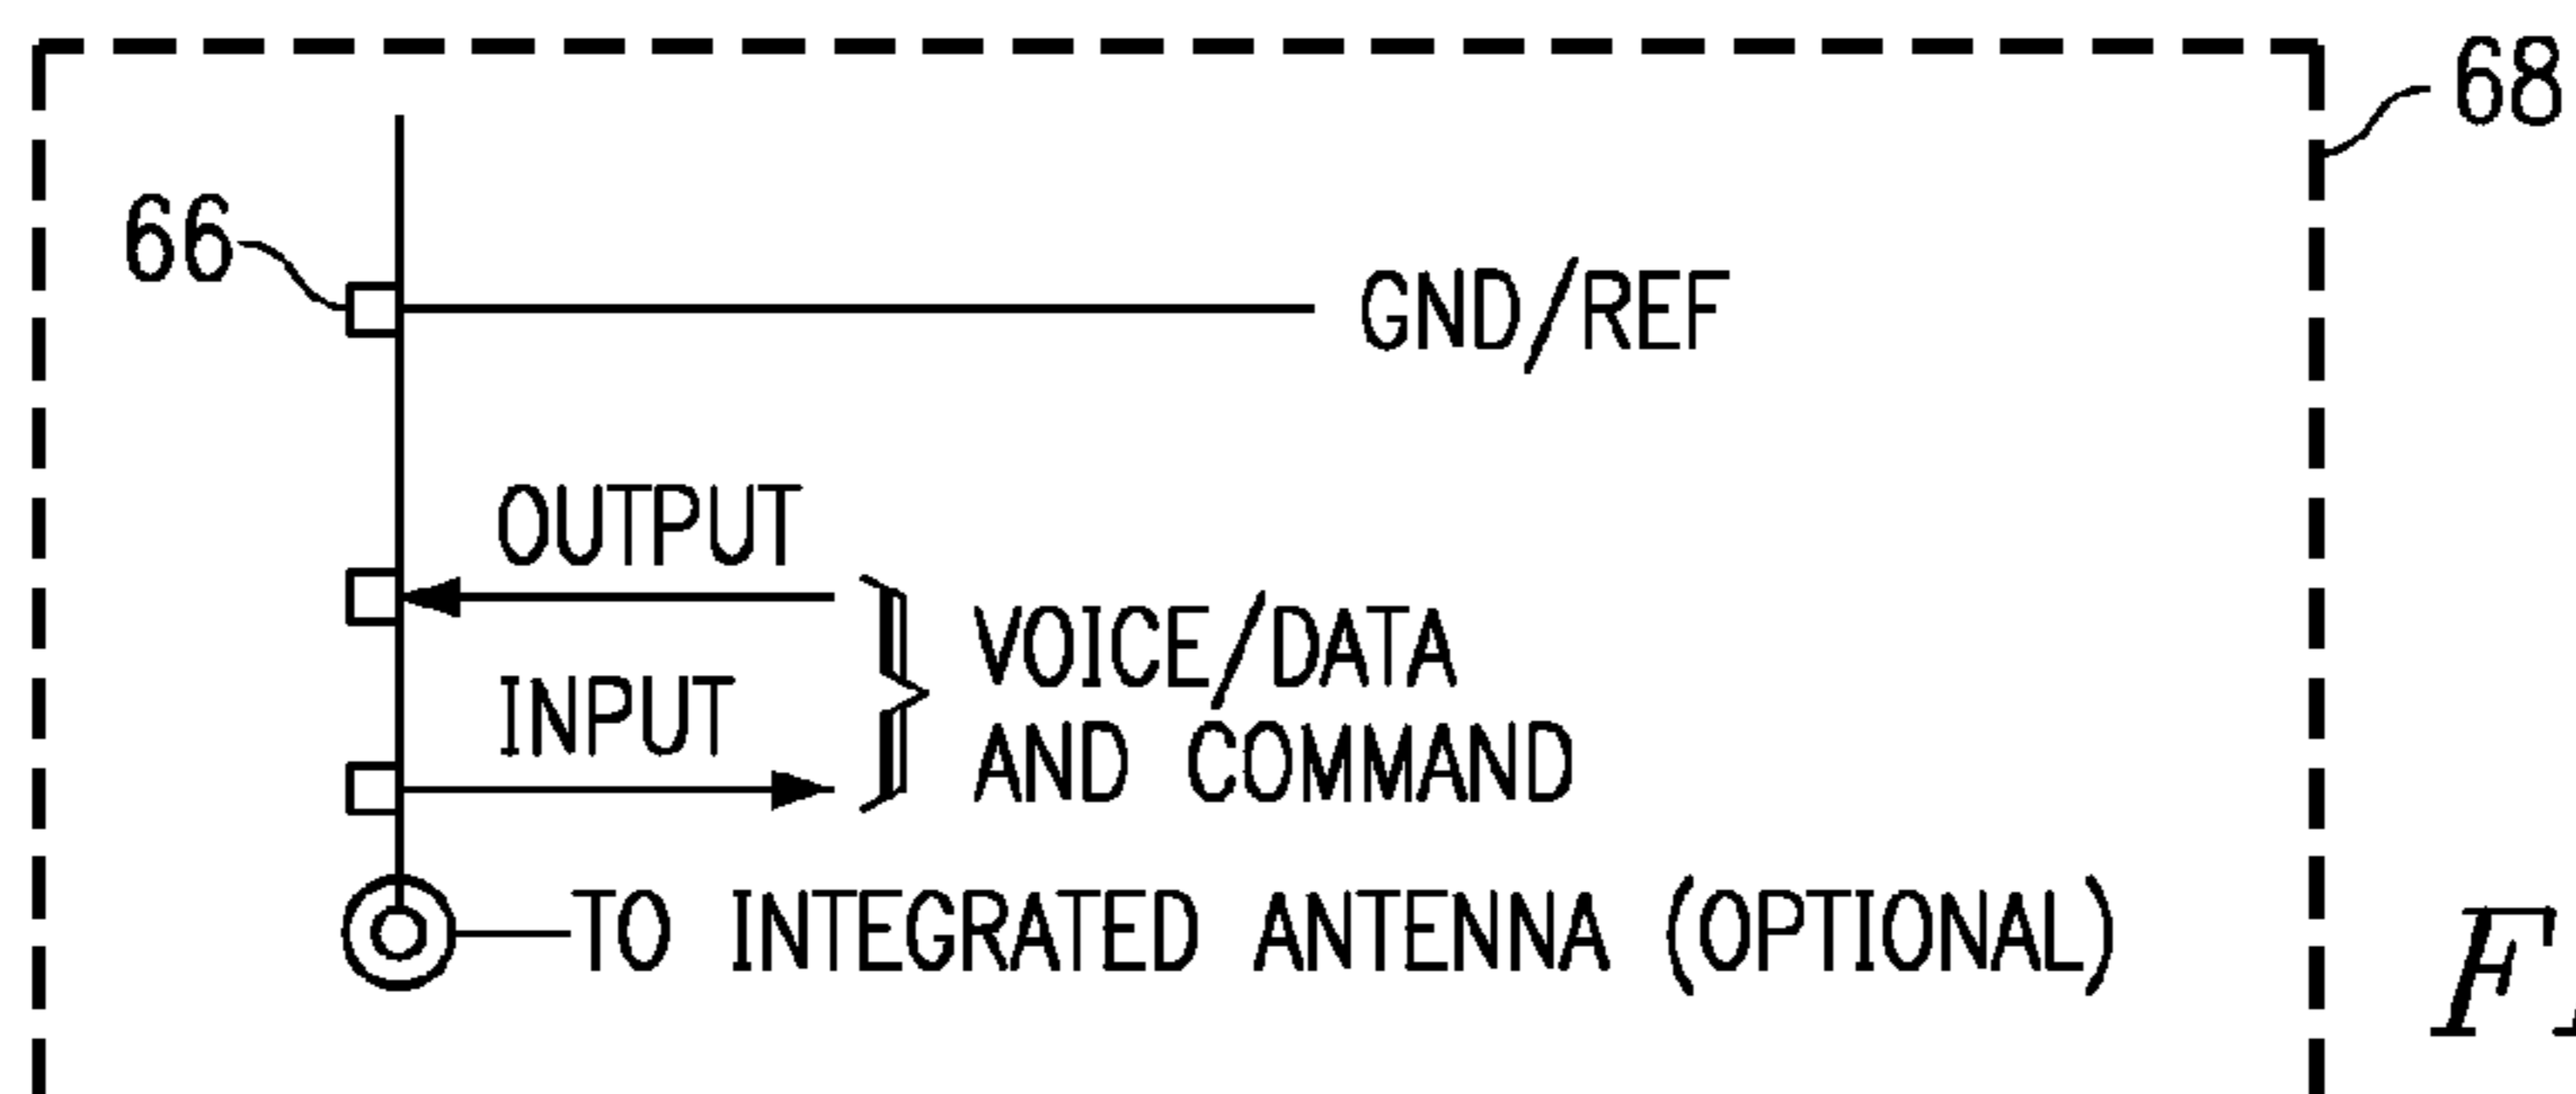 68
66
GND/REF
OUTPUT
VOICE/DATA
INPUT
AND COMMAND
TO INTEGRATED ANTENNA (OPTIONAL)